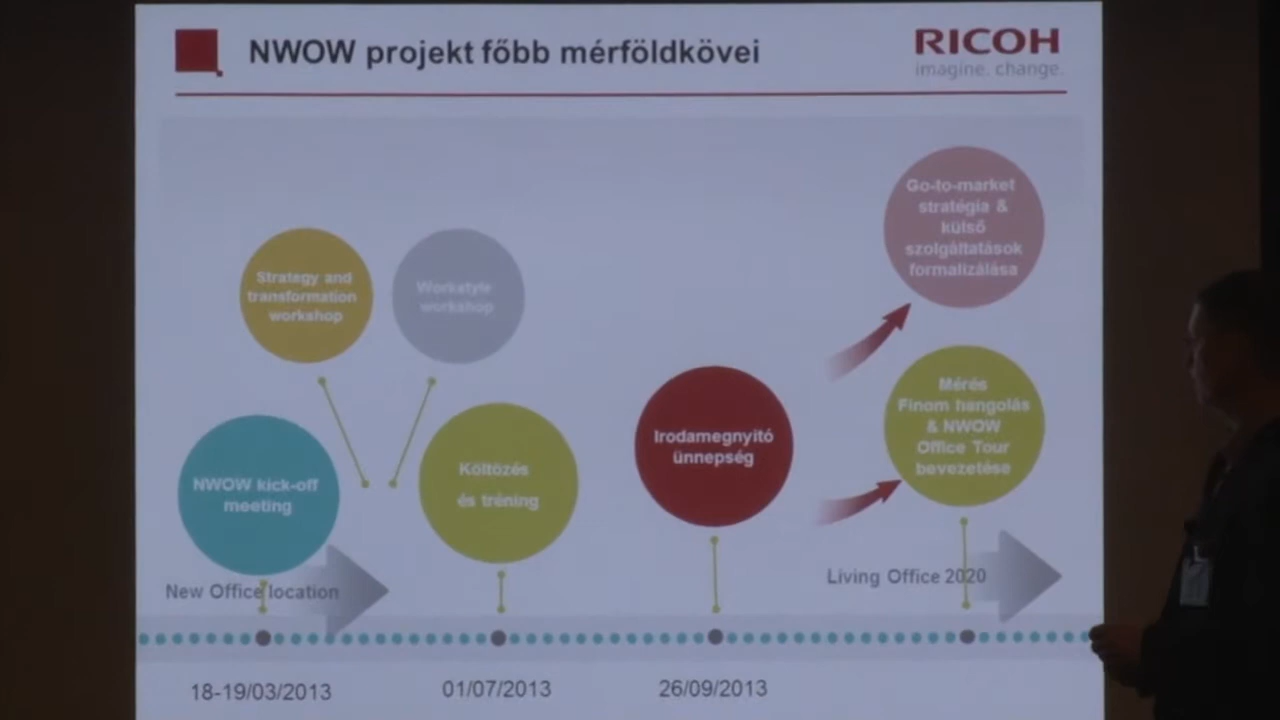 NWOW projekt főbb mérföldkövei
RICOH
imagine. change.
Go-to-market
stratégia &
külső
szolgáltatások
formalizálása
Strategy and
transformation
workshop
Workstyle
workshop
Mérés
Finom hangolás
& NWOW
Office Tour
bevezetése
Irodamegnyitó
ünnepség
Költözés
és tréning
NWOW kick-off
meeting
New Office location
Living Office 2020
18-19/03/2013
01/07/2013
26/09/2013